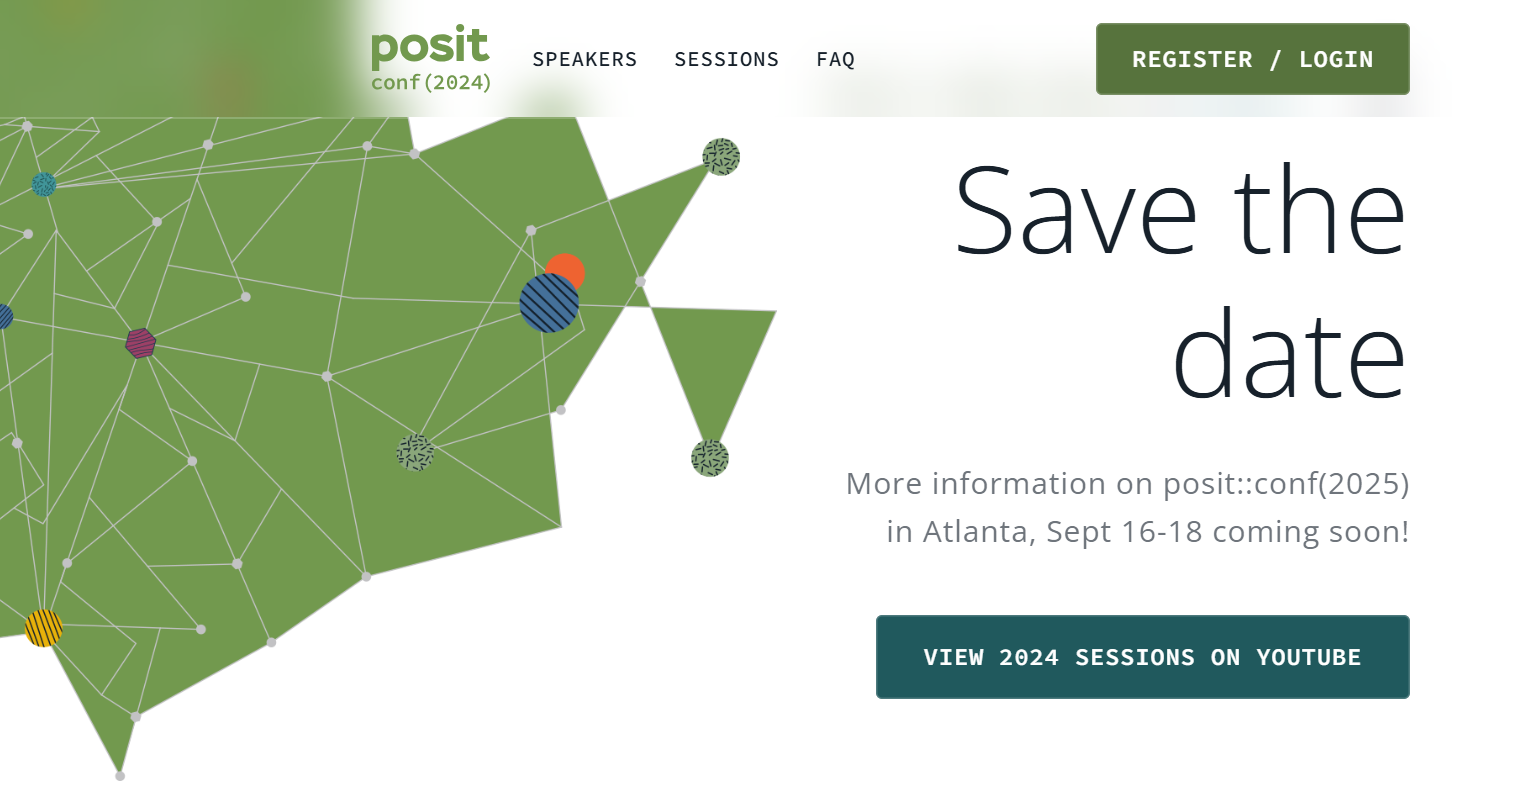 posit
conf(2024)
SPEAKERS SESSIONS FAQ
REGISTER / LOGIN
Save the
date
More information on posit::conf(2025)
in Atlanta, Sept 16-18 coming soon!
VIEW 2024 SESSIONS ON YOUTUBE